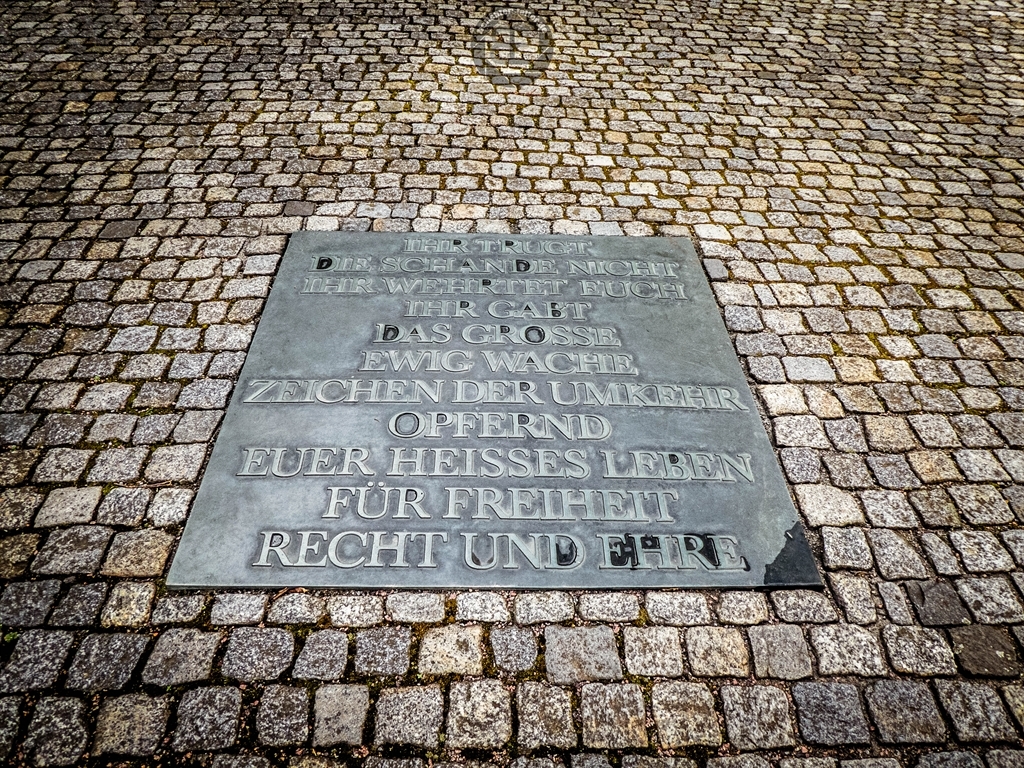 IHR TRUGT
DIE SCHANDE NICHT
IHR WEHRTET EUCH
IHR GABT
DAS GROSSE
EWIG WACHE
ZEICHEN DER UMKEHR
OPFERND
EUER HEISSES LEBEN
FÜR FREIHEIT
RECHT UND EHRE